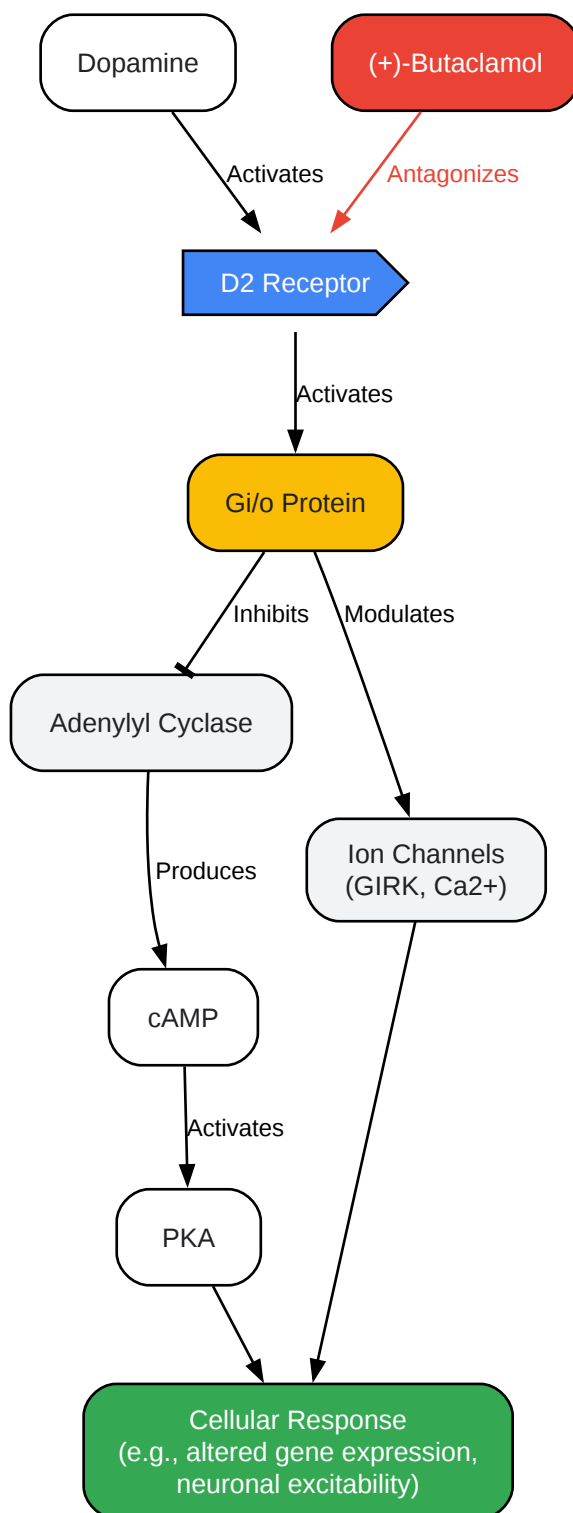 Dopamine
(+)-Butaclamol
Activates
Antagonizes
D2 Receptor
Activates
Gi/o Protein
Inhibits
Modulates
Adenylyl Cyclase
Ion Channels
(GIRK, Ca2+)
Produces
cAMP
Activates
PKA
Cellular Response
(e.g., altered gene expression,
neuronal excitability)